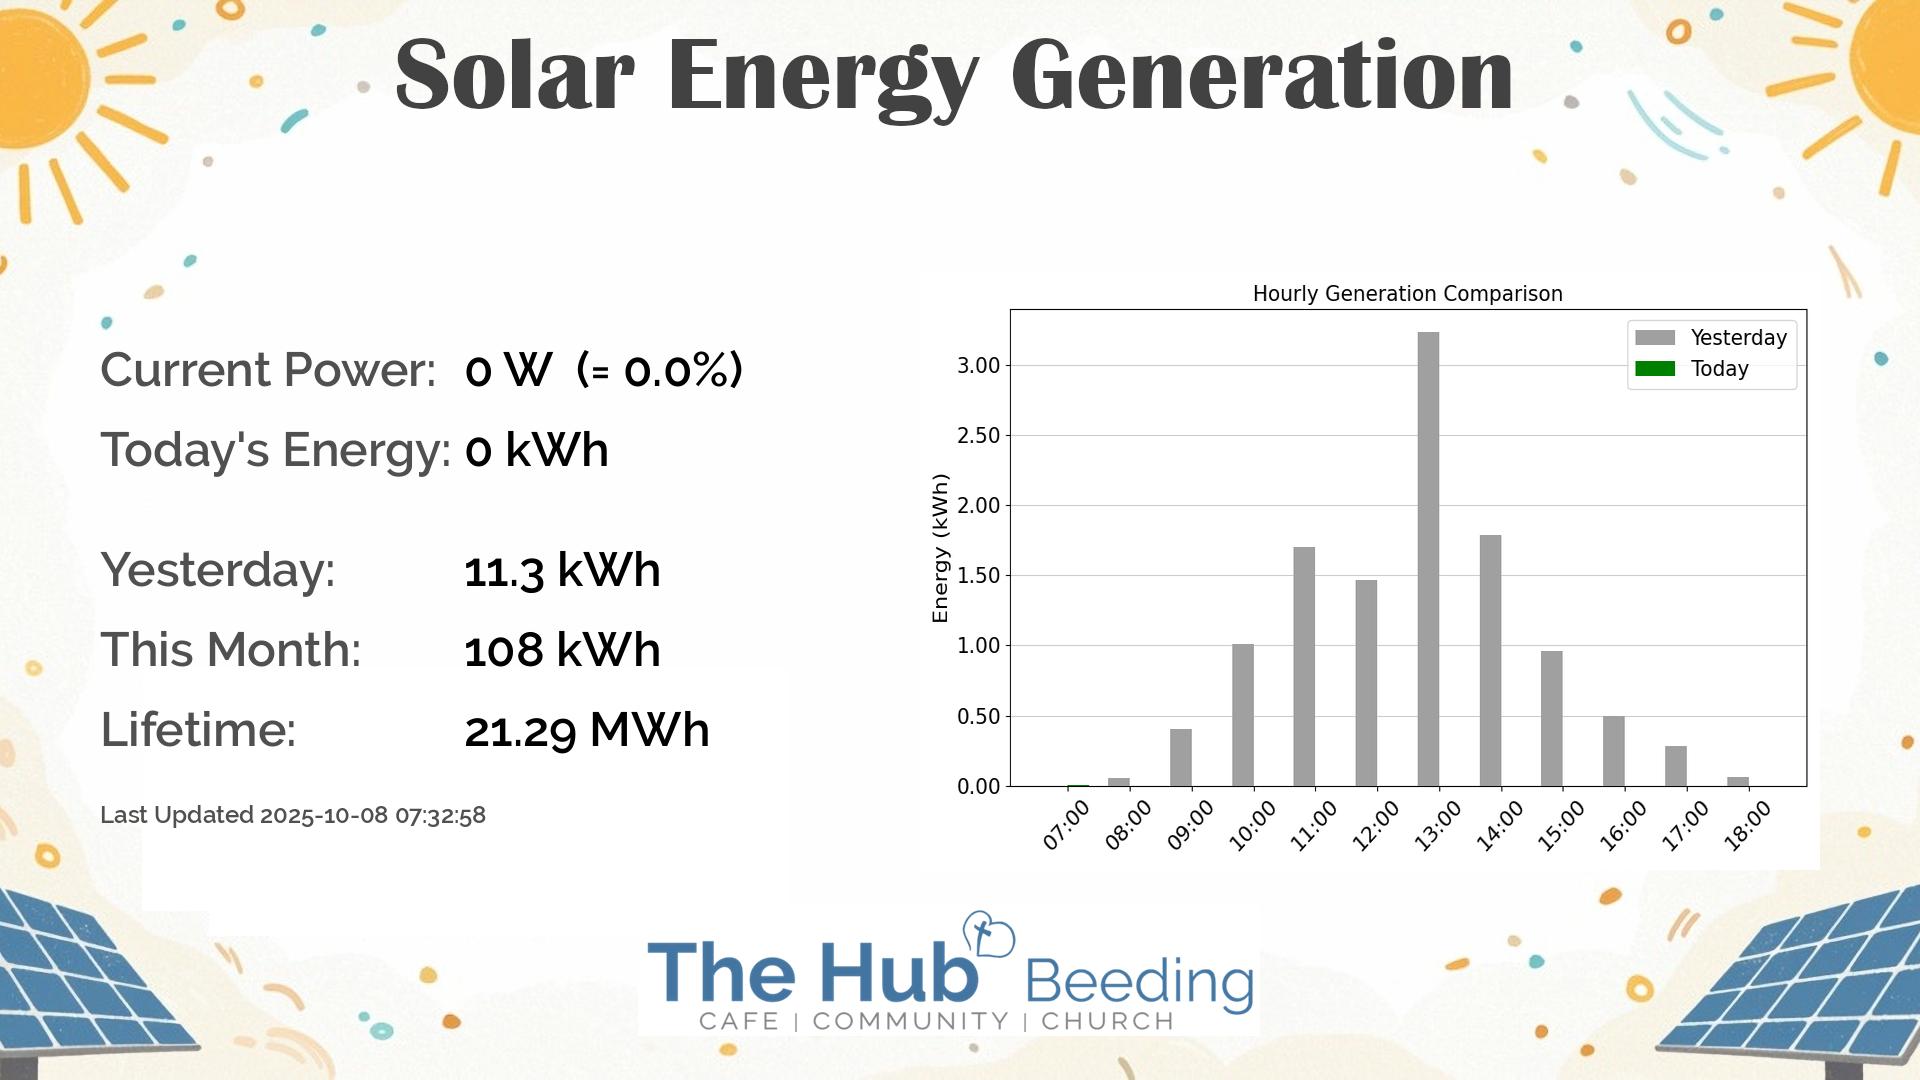 Solar Energy Generation
Current Power: 0 W (= 0.0%)
Today's Energy: 0 kWh
Yesterday: 11.3 kWh
This Month: 108 kWh
Lifetime: 21.29 MWh
Last Updated 2025-10-08 07:32:58
Hourly Generation Comparison
Yesterday
Today
Energy (kWh)
3.00
2.50
2.00
1.50
1.00
0.50
0.00
07:00 08:00 09:00 10:00 11:00 12:00 13:00 14:00 15:00 16:00 17:00 18:00
The Hub Beeding
CAFE | COMMUNITY | CHURCH